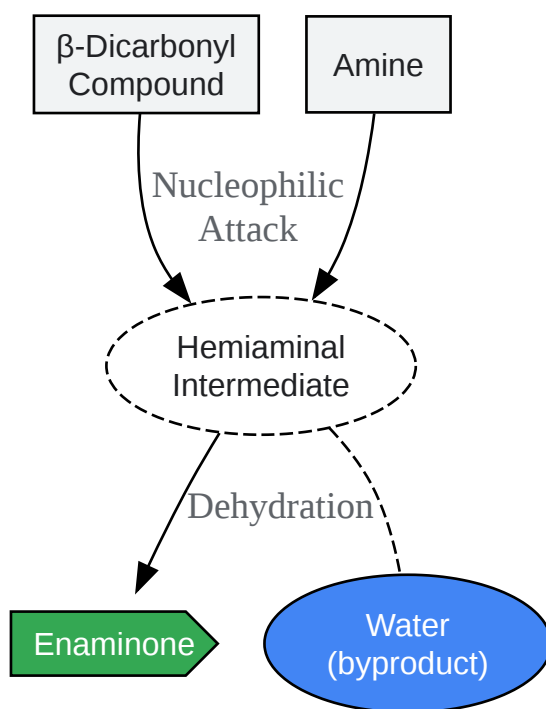 β-Dicarbonyl
Compound
Amine
Nucleophilic
Attack
Hemiaminal
Intermediate
Dehydration
Enaminone
Water
(byproduct)